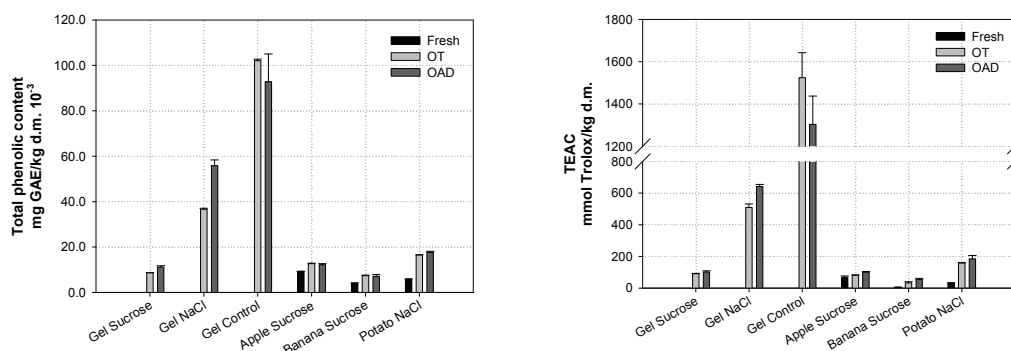 Total phenolic content
mg GAE/kg d.m. 10⁻³
120.0
100.0
80.0
60.0
40.0
20.0
0.0
Fresh
OT
OAD
Gel Sucrose
Gel NaCl
Gel Control
Apple Sucrose
Banana Sucrose
Potato NaCl
TEAC
mmol Trolox/kg d.m.
1800
1600
1400
1200
800
600
400
200
0
Fresh
OT
OAD
Gel Sucrose
Gel NaCl
Gel Control
Apple Sucrose
Banana Sucrose
Potato NaCl